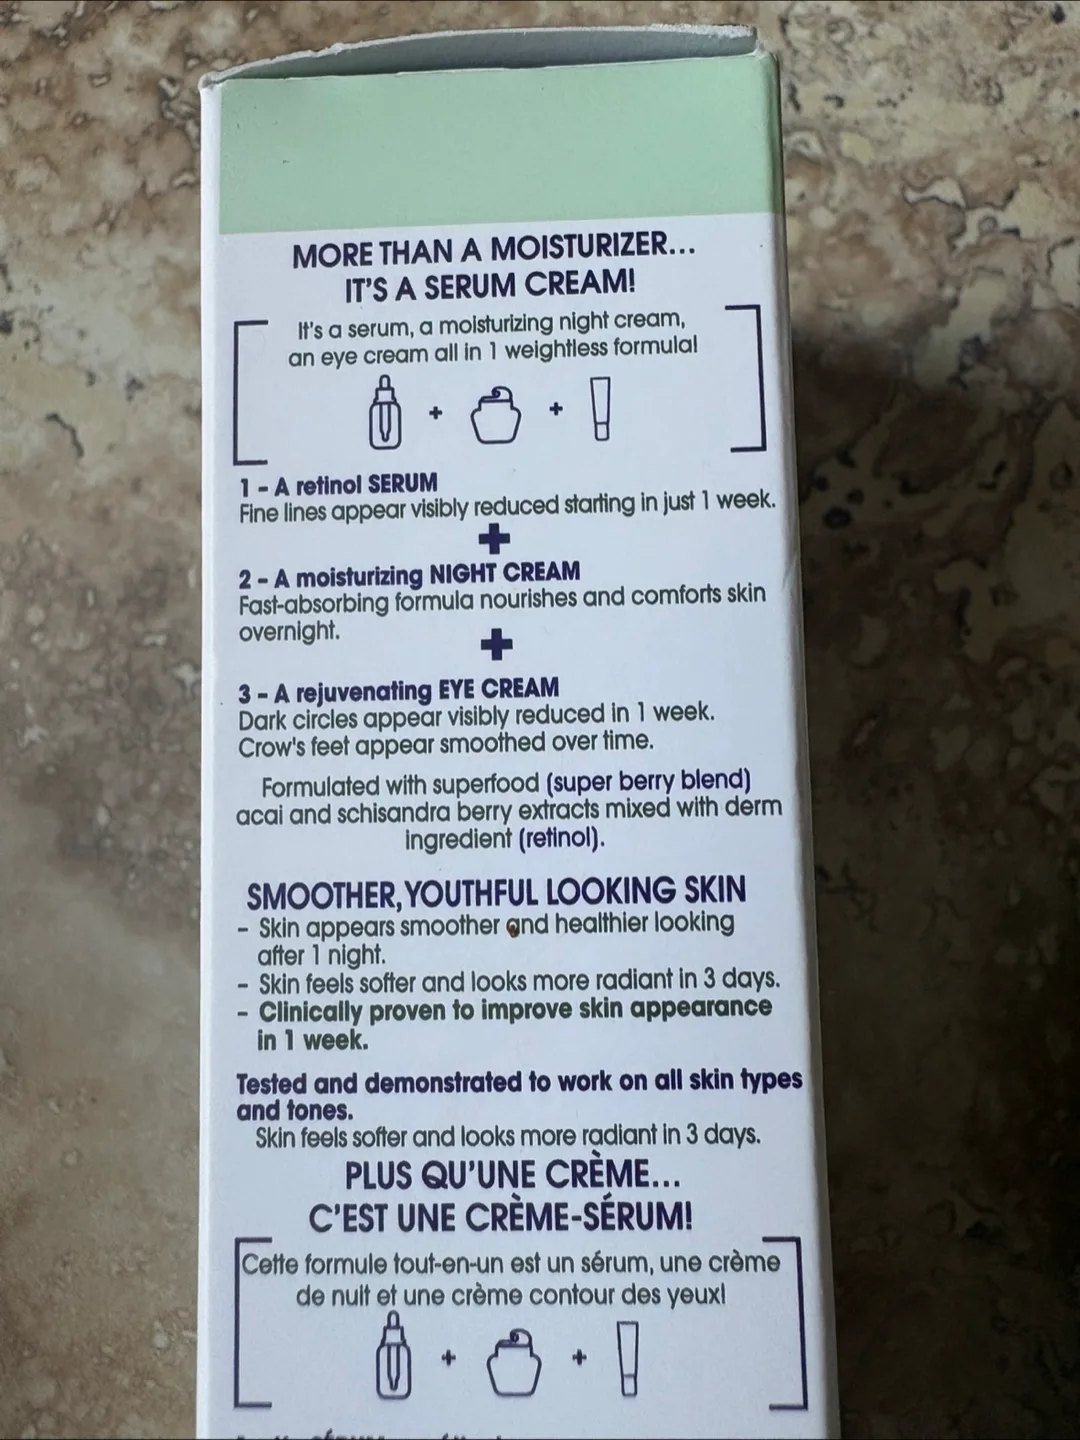 MORE THAN A MOISTURIZER...
IT'S A SERUM CREAM!
It's a serum, a moisturizing night cream,
an eye cream all in 1 weightless formula!
+ +
1 - A retinol SERUM
Fine lines appear visibly reduced starting in just 1 week.
+
2 - A moisturizing NIGHT CREAM
Fast-absorbing formula nourishes and comforts skin
overnight.
+
3 - A rejuvenating EYE CREAM
Dark circles appear visibly reduced in 1 week.
Crow's feet appear smoothed over time.
Formulated with superfood (super berry blend)
acai and schisandra berry extracts mixed with derm
ingredient (retinol).
SMOOTHER, YOUTHFUL LOOKING SKIN
- Skin appears smoother and healthier looking
after 1 night.
- Skin feels softer and looks more radiant in 3 days.
- Clinically proven to improve skin appearance
in 1 week.
Tested and demonstrated to work on all skin types
and tones.
Skin feels softer and looks more radiant in 3 days.
PLUS QU'UNE CRÈME...
C'EST UNE CRÈME-SÉRUM!
Cette formule tout-en-un est un sérum, une crème
de nuit et une crème contour des yeux!
+ +